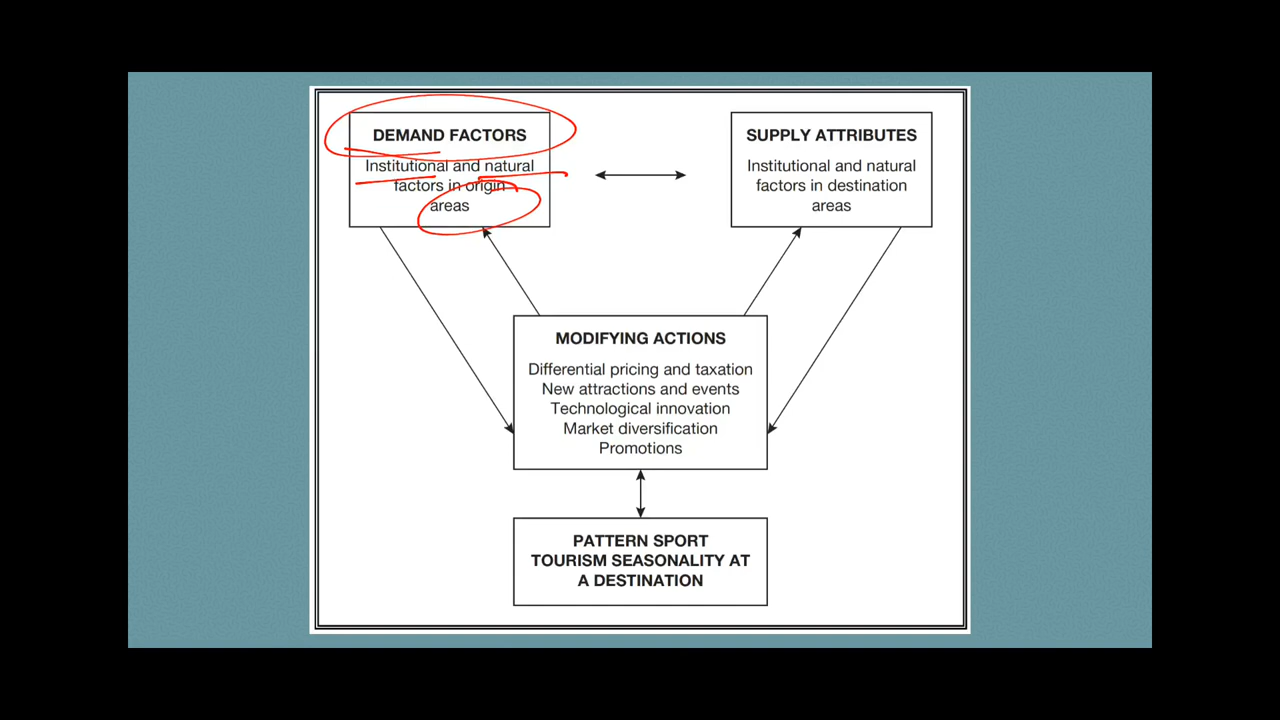 DEMAND FACTORS
Institutional and natural
factors in origin
areas
SUPPLY ATTRIBUTES
Institutional and natural
factors in destination
areas
MODIFYING ACTIONS
Differential pricing and taxation
New attractions and events
Technological innovation
Market diversification
Promotions
PATTERN SPORT
TOURISM SEASONALITY AT
A DESTINATION